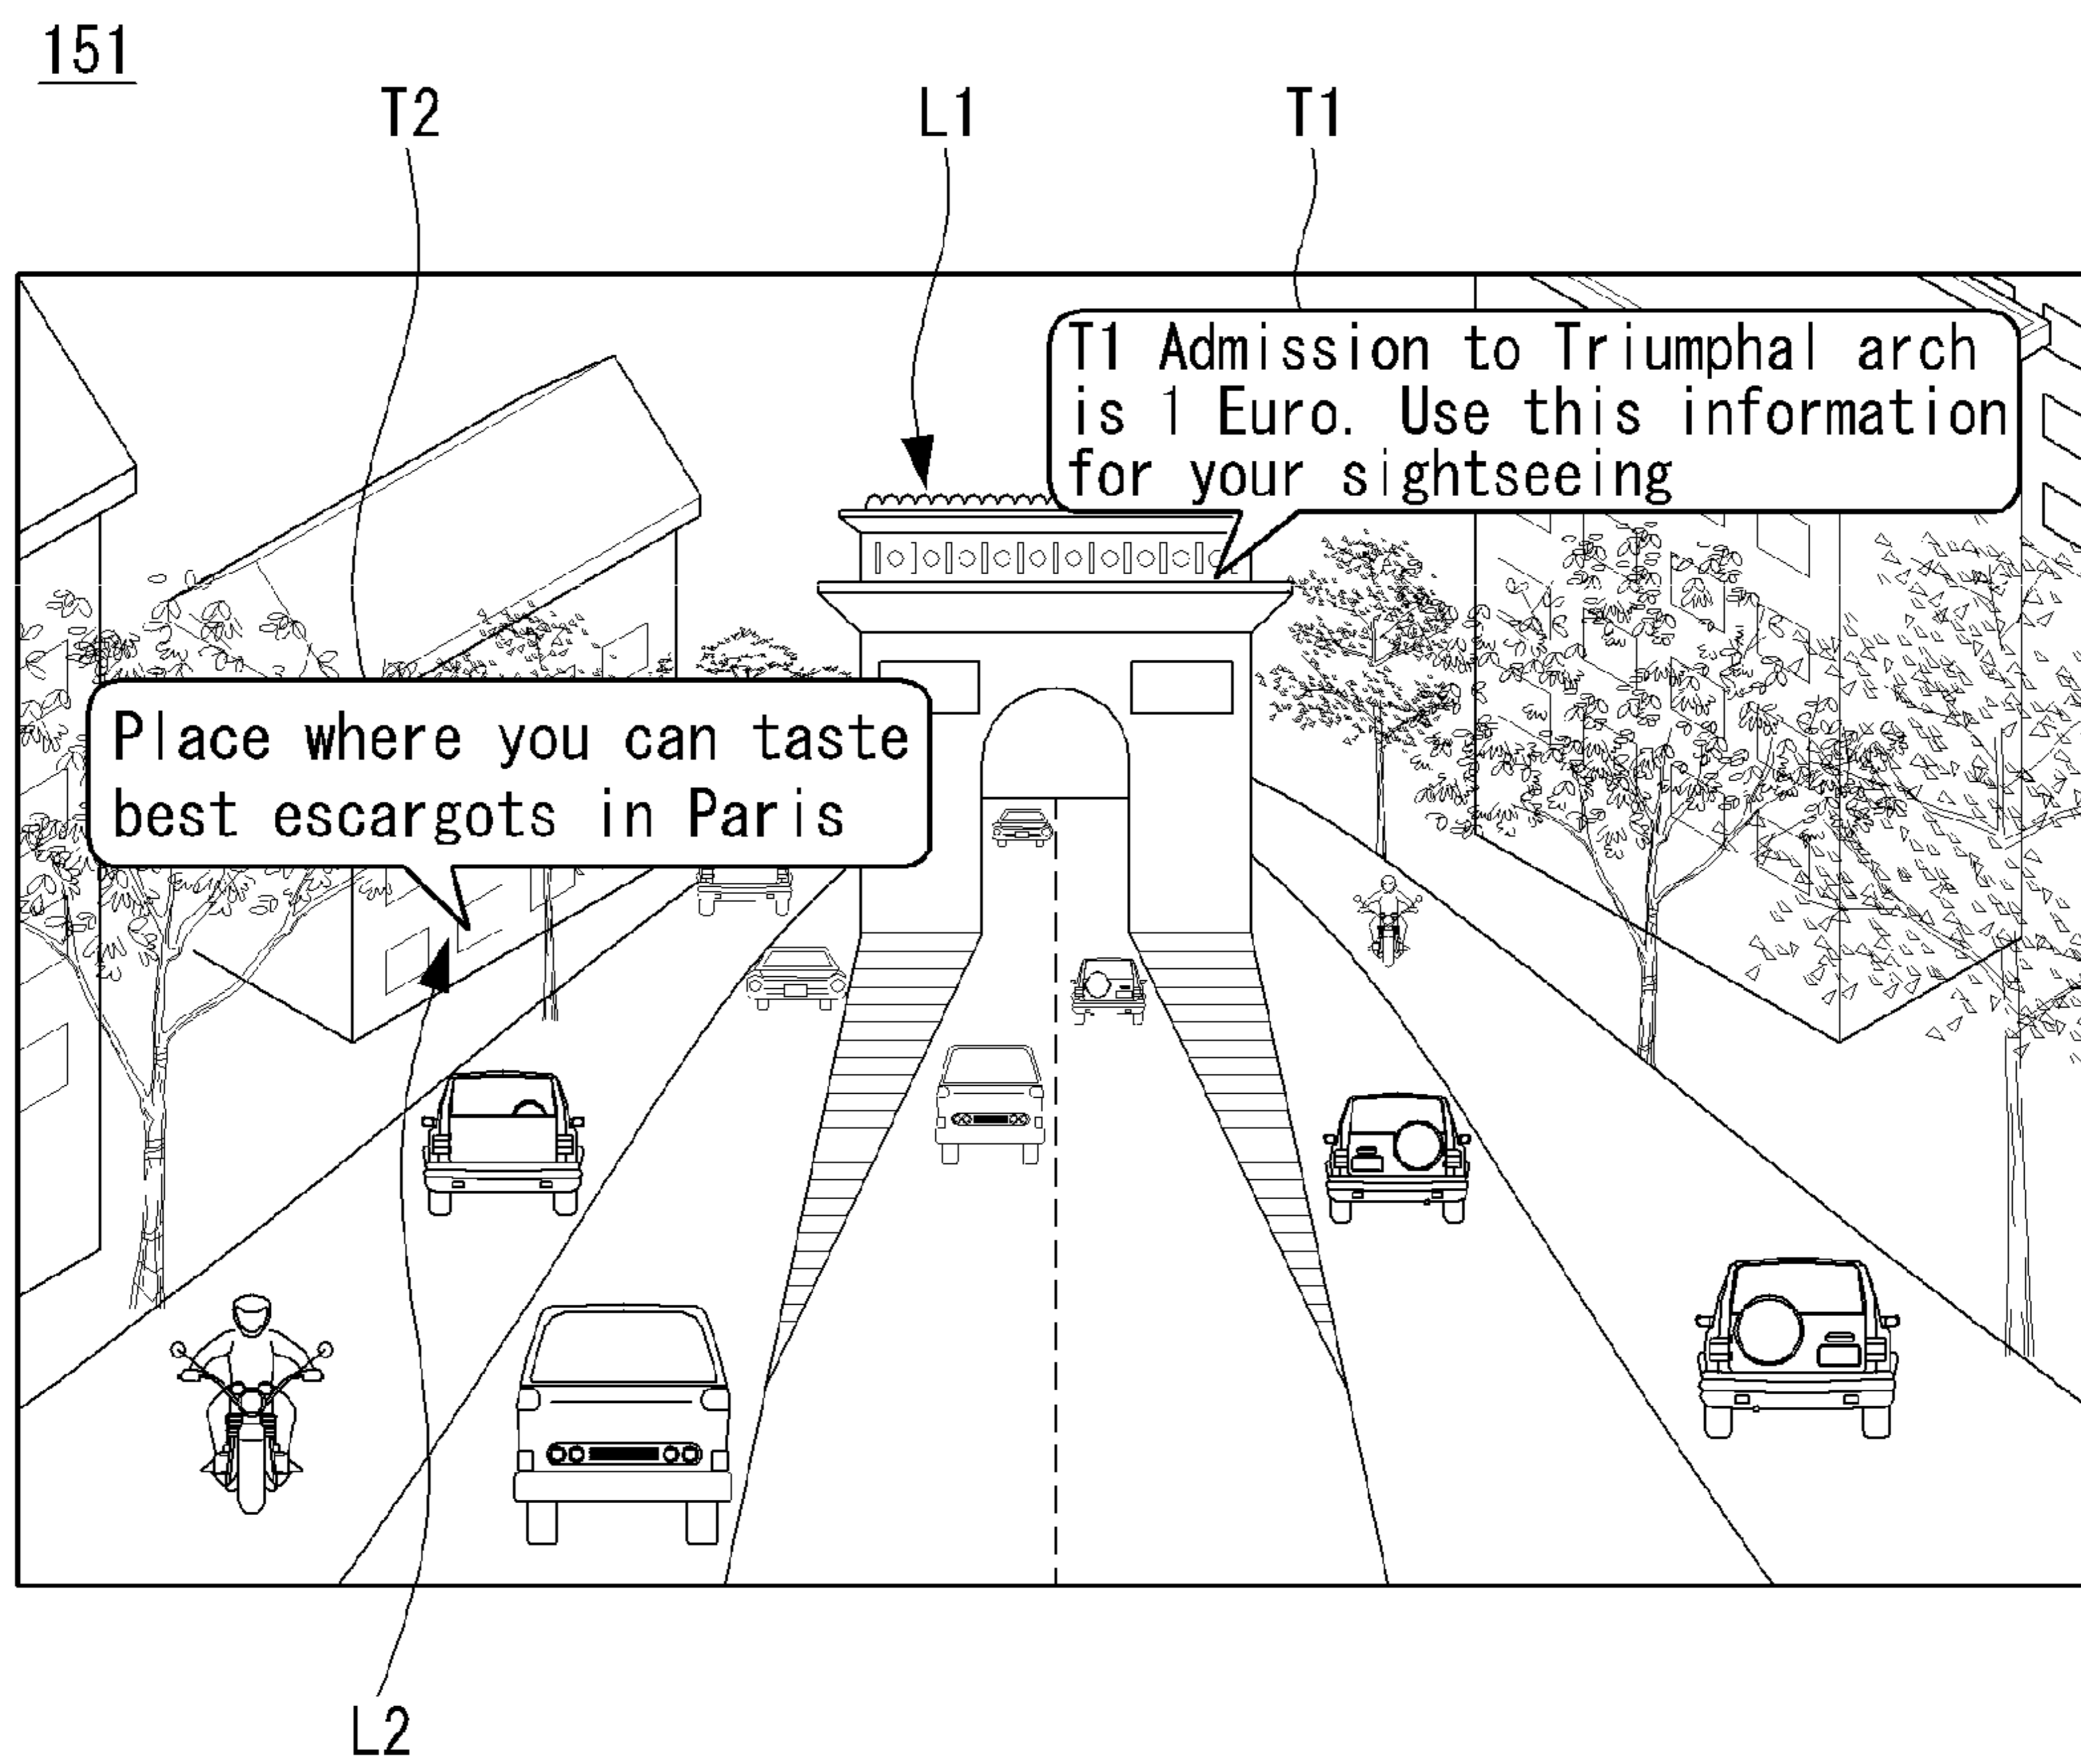 151
T2
L1
T1
T1 Admission to Triumphal arch
is 1 Euro. Use this information
for your sightseeing
Place where you can taste
best escargots in Paris
L2